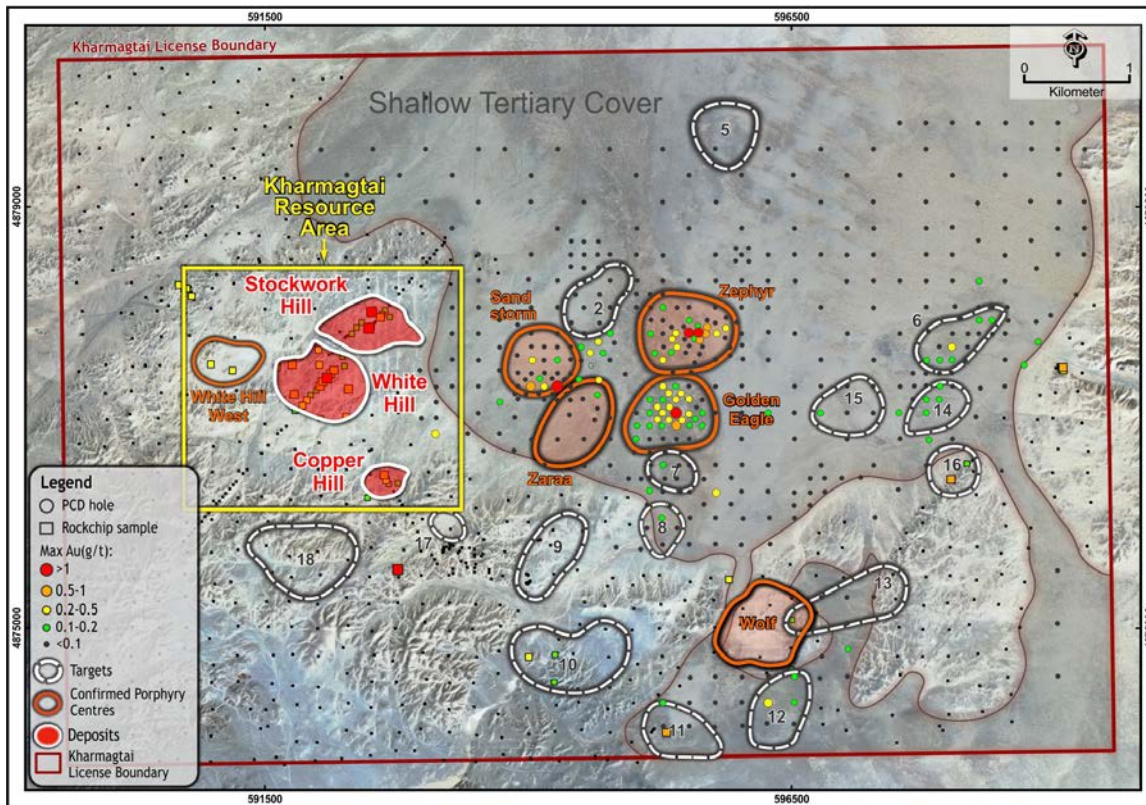 591500
596500
Kharmagtai License Boundary
N
0
1
Kilometer
Shallow Tertiary Cover
5
4879000
Kharmagtai
Resource
Area
Stockwork
Hill
Sand
storm
2
Zephyr
6
White Hill
West
White
Hill
Golden
Eagle
15
14
Copper
Hill
Zaraa
7
16
8
17
9
18
13
Wolf
10
12
11
4875000
Legend
PCD hole
Rockchip sample
Max Au(g/t):
>1
0.5-1
0.2-0.5
0.1-0.2
<0.1
Targets
Confirmed Porphyry
Centres
Deposits
Kharmagtai
License Boundary
591500
596500